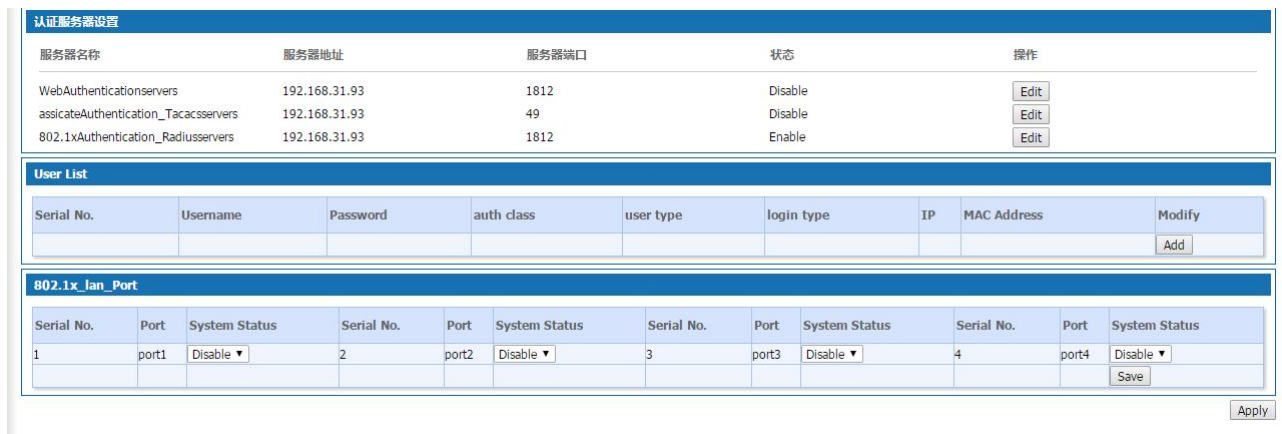 认证服务器设置
服务器名称 服务器地址 服务器端口 状态 操作
WebAuthenticationservers 192.168.31.93 1812 Disable Edit
assicateAuthentication_Tacacsservers 192.168.31.93 49 Disable Edit
802.1xAuthentication_Radiusservers 192.168.31.93 1812 Enable Edit
User List
Serial No. Username Password auth class user type login type IP MAC Address Modify
Add
802.1x_lan_Port
Serial No. Port System Status Serial No. Port System Status Serial No. Port System Status Serial No. Port System Status
1 port1 Disable 2 port2 Disable 3 port3 Disable 4 port4 Disable
Save
Apply